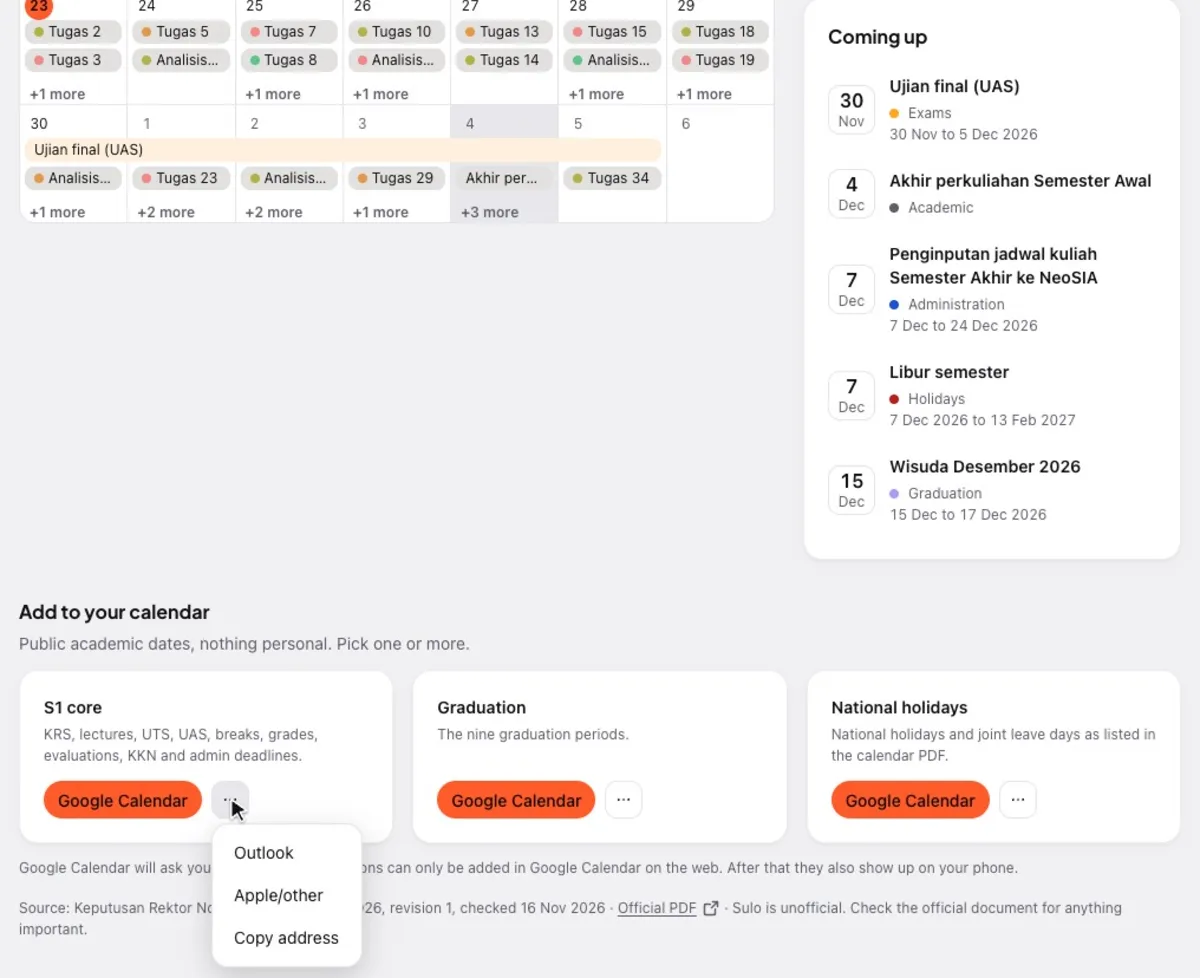 23 24 25 26 27 28 29
Tugas 2 Tugas 5 Tugas 7 Tugas 10 Tugas 13 Tugas 15 Tugas 18
Tugas 3 Analisis... Tugas 8 Analisis... Tugas 14 Analisis... Tugas 19
+1 more +1 more +1 more +1 more +1 more
30 1 2 3 4 5 6
Ujian final (UAS)
Analisis... Tugas 23 Analisis... Tugas 29 Akhir per... Tugas 34
+1 more +2 more +2 more +1 more +3 more
Coming up
30 Nov
Ujian final (UAS)
Exams
30 Nov to 5 Dec 2026
4 Dec
Akhir perkuliahan Semester Awal
Academic
7 Dec
Penginputan jadwal kuliah
Semester Akhir ke NeoSIA
Administration
7 Dec to 24 Dec 2026
7 Dec
Libur semester
Holidays
7 Dec 2026 to 13 Feb 2027
15 Dec
Wisuda Desember 2026
Graduation
15 Dec to 17 Dec 2026
Add to your calendar
Public academic dates, nothing personal. Pick one or more.
S1 core
KRS, lectures, UTS, UAS, breaks, grades,
evaluations, KKN and admin deadlines.
Google Calendar ...
Outlook
Apple/other
Copy address
Graduation
The nine graduation periods.
Google Calendar ...
National holidays
National holidays and joint leave days as listed in
the calendar PDF.
Google Calendar ...
Google Calendar will ask you can only be added in Google Calendar on the web. After that they also show up on your phone.
Source: Keputusan Rektor revision 1, checked 16 Nov 2026 · Official PDF · Sulo is unofficial. Check the official document for anything
important.